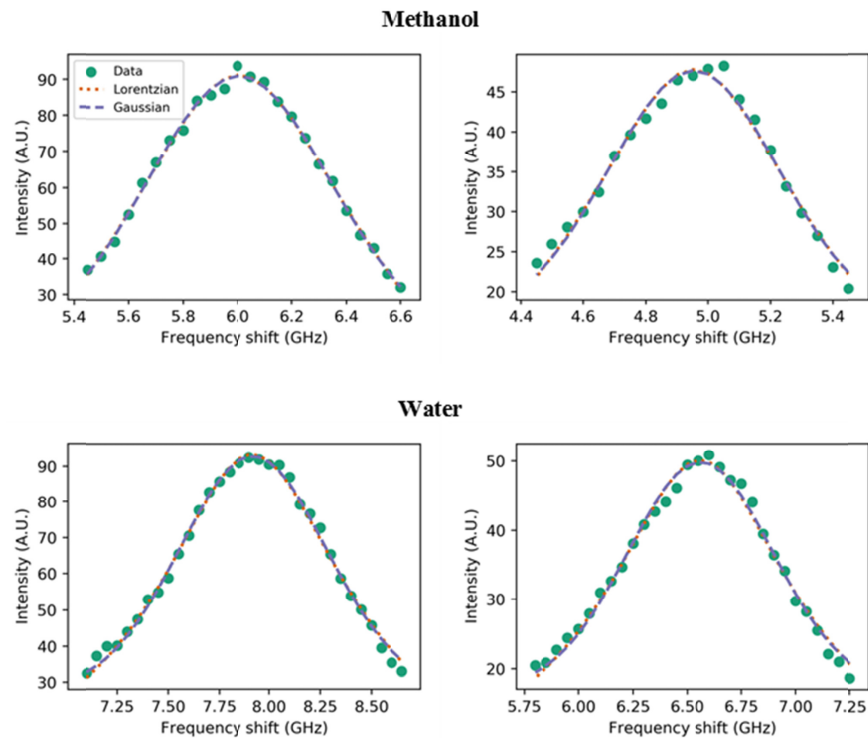 Methanol
90
80
70
60
50
40
30
Intensity (A.U.)
Data
Lorentzian
Gaussian
5.4 5.6 5.8 6.0 6.2 6.4 6.6
Frequency shift (GHz)
45
40
35
30
25
20
Intensity (A.U.)
4.4 4.6 4.8 5.0 5.2 5.4
Frequency shift (GHz)
Water
90
80
70
60
50
40
30
Intensity (A.U.)
7.25 7.50 7.75 8.00 8.25 8.50
Frequency shift (GHz)
50
40
30
20
Intensity (A.U.)
5.75 6.00 6.25 6.50 6.75 7.00 7.25
Frequency shift (GHz)